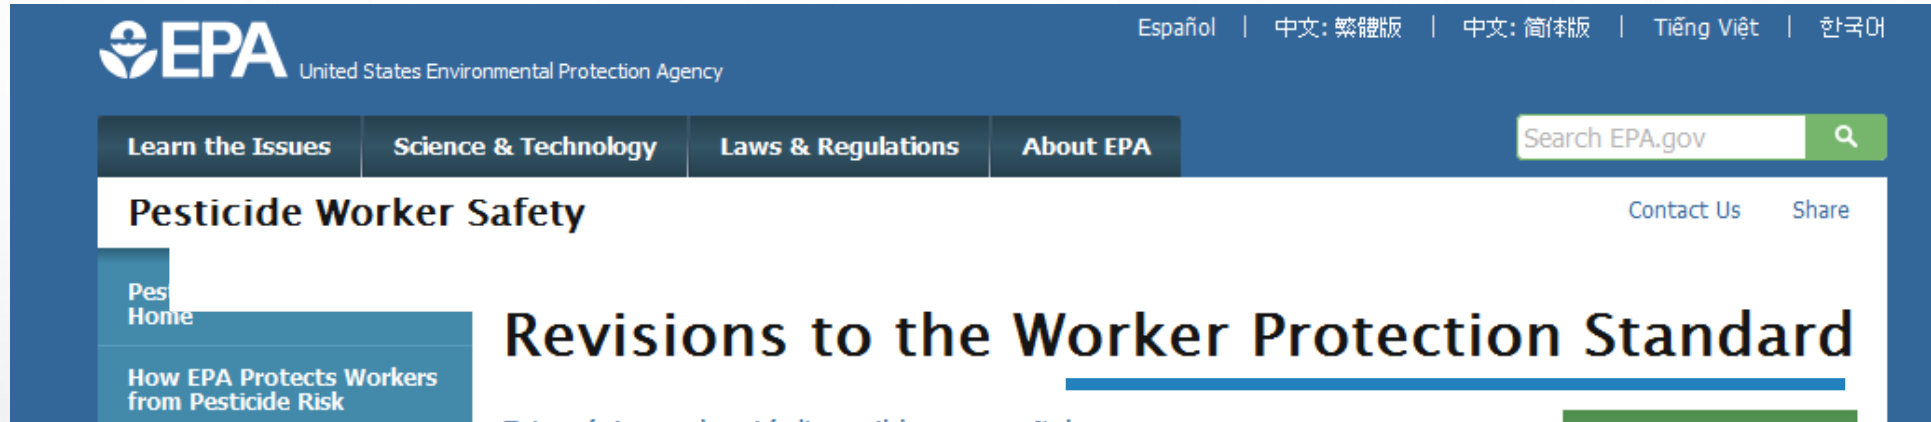 EPA United States Environmental Protection Agency
Español | 中文: 繁體版 | 中文: 简体版 | Tiếng Việt | 한국어
Learn the Issues Science & Technology Laws & Regulations About EPA
Search EPA.gov
Pesticide Worker Safety
Contact Us Share
Home
How EPA Protects Workers
from Pesticide Risk
Revisions to the Worker Protection Standard